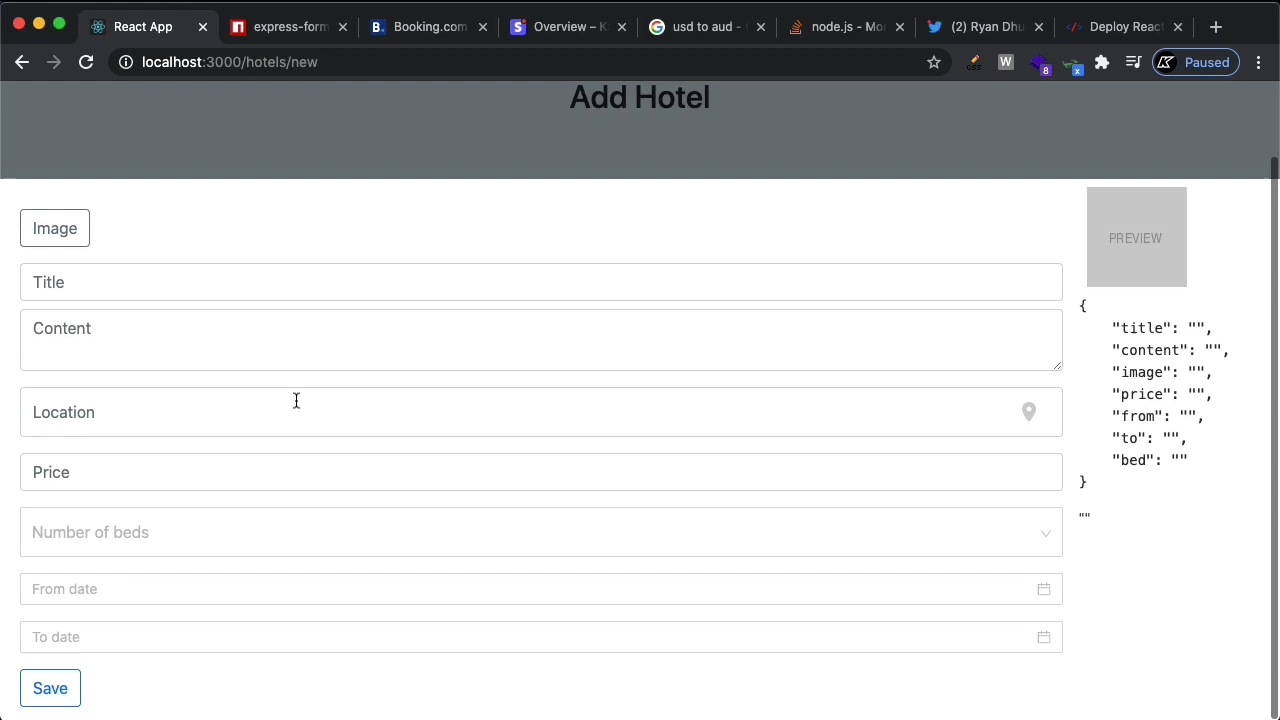 React App
express-form
Booking.com
Overview – K
usd to aud -
node.js - Mo
(2) Ryan Dhu
Deploy React
localhost:3000/hotels/new
W
8
x
Paused
Add Hotel
Image
Title
Content
Location
Price
Number of beds
From date
To date
Save
PREVIEW
{
"title": "",
"content": "",
"image": "",
"price": "",
"from": "",
"to": "",
"bed": ""
}
""